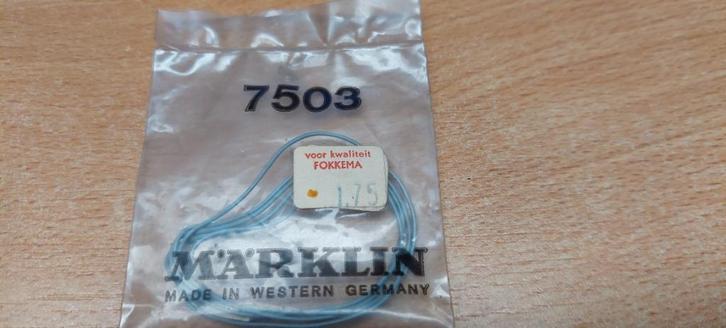 7503
voor kwaliteit
FOKKEMA
1.75
MÄRKLIN
MADE IN WESTERN GERMANY